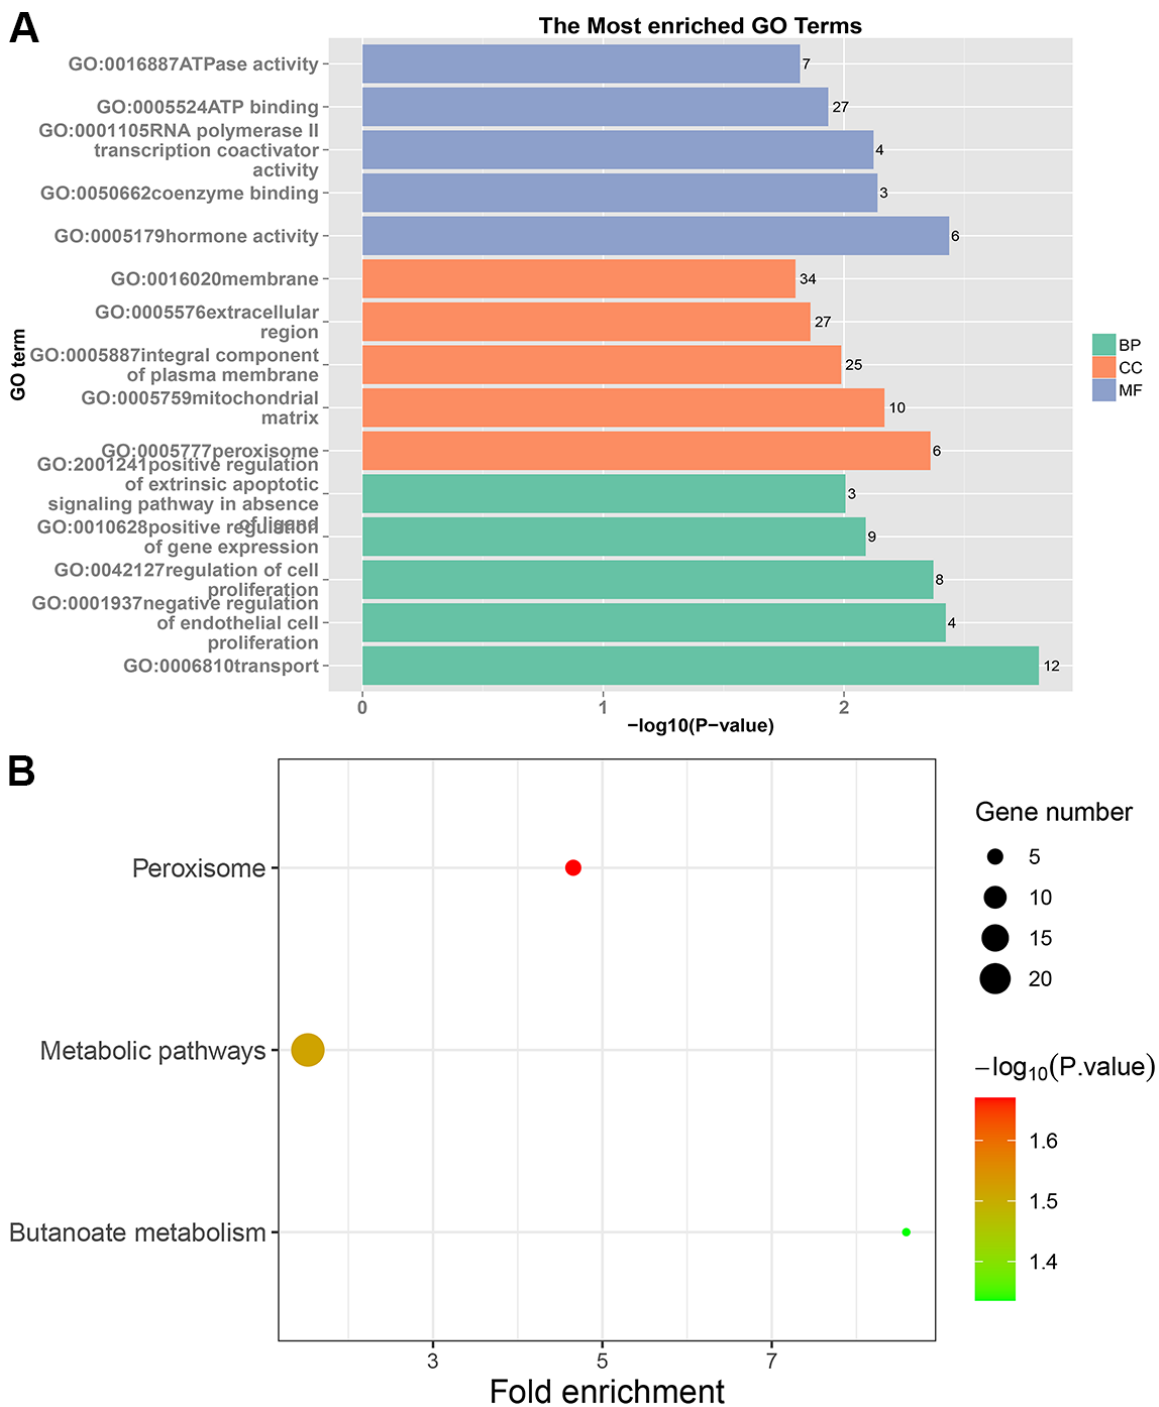 A
The Most enriched GO Terms
GO:0016887ATPase activity
7
GO:0005524ATP binding
27
GO:0001105RNA polymerase II
transcription coactivator
activity
4
GO:0050662coenzyme binding
3
GO:0005179hormone activity
6
GO:0016020membrane
34
GO:0005576extracellular
region
27
GO:0005887integral component
of plasma membrane
25
GO:0005759mitochondrial
matrix
10
GO:0005777peroxisome
6
GO:2001241positive regulation
of extrinsic apoptotic
signaling pathway in absence
of ligand
3
GO:0010628positive regulation
of gene expression
9
GO:0042127regulation of cell
proliferation
8
GO:0001937negative regulation
of endothelial cell
proliferation
4
GO:0006810transport
12
GO term
0 1 2
−log10(P−value)
BP
CC
MF
B
Peroxisome
Metabolic pathways
Butanoate metabolism
3 5 7
Fold enrichment
Gene number
5
10
15
20
−log10(P.value)
1.6
1.5
1.4